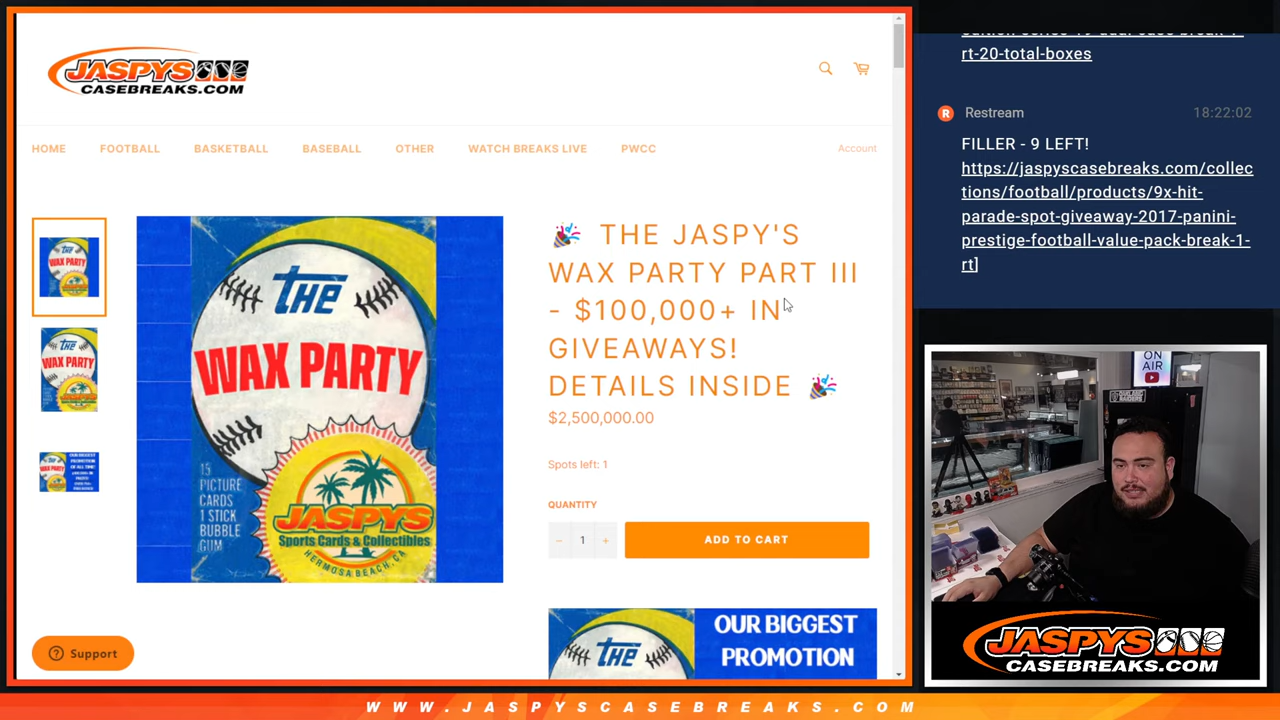 JASPYS
CASEBREAKS.COM
HOME FOOTBALL BASKETBALL BASEBALL OTHER WATCH BREAKS LIVE PWCC Account
THE
WAX PARTY
15
PICTURE
CARDS
1 STICK
BUBBLE
GUM
JASPYS
Sports Cards & Collectibles
HERMOSA BEACH, CA
🎉 THE JASPY'S
WAX PARTY PART III
- $100,000+ IN
GIVEAWAYS!
DETAILS INSIDE 🎉
$2,500,000.00
Spots left: 1
QUANTITY
− 1 + ADD TO CART
OUR BIGGEST
PROMOTION
THE
Support
rt-20-total-boxes
Restream 18:22:02
FILLER - 9 LEFT!
https://jaspyscasebreaks.com/collec
tions/football/products/9x-hit-
parade-spot-giveaway-2017-panini-
prestige-football-value-pack-break-1-
rt]
ON
AIR
JASPYS
CASEBREAKS.COM
WWW.JASPYSCASEBREAKS.COM